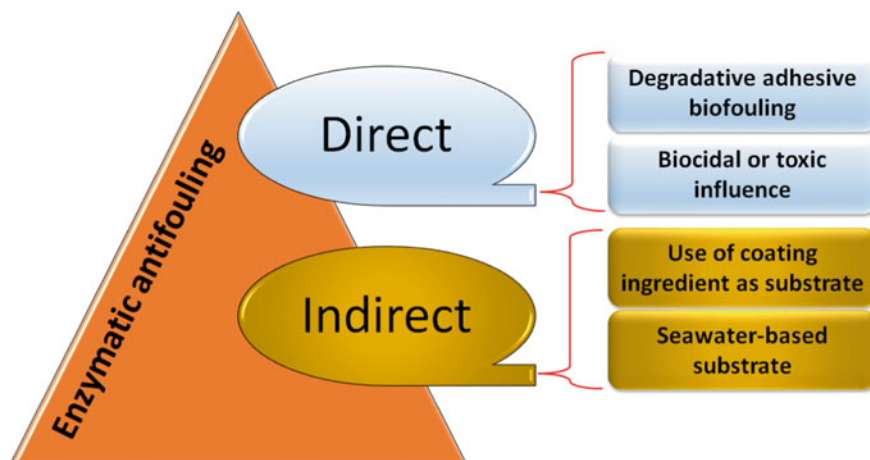 Enzymatic antifouling
Direct
Degradative adhesive
biofouling
Biocidal or toxic
influence
Indirect
Use of coating
ingredient as substrate
Seawater-based
substrate